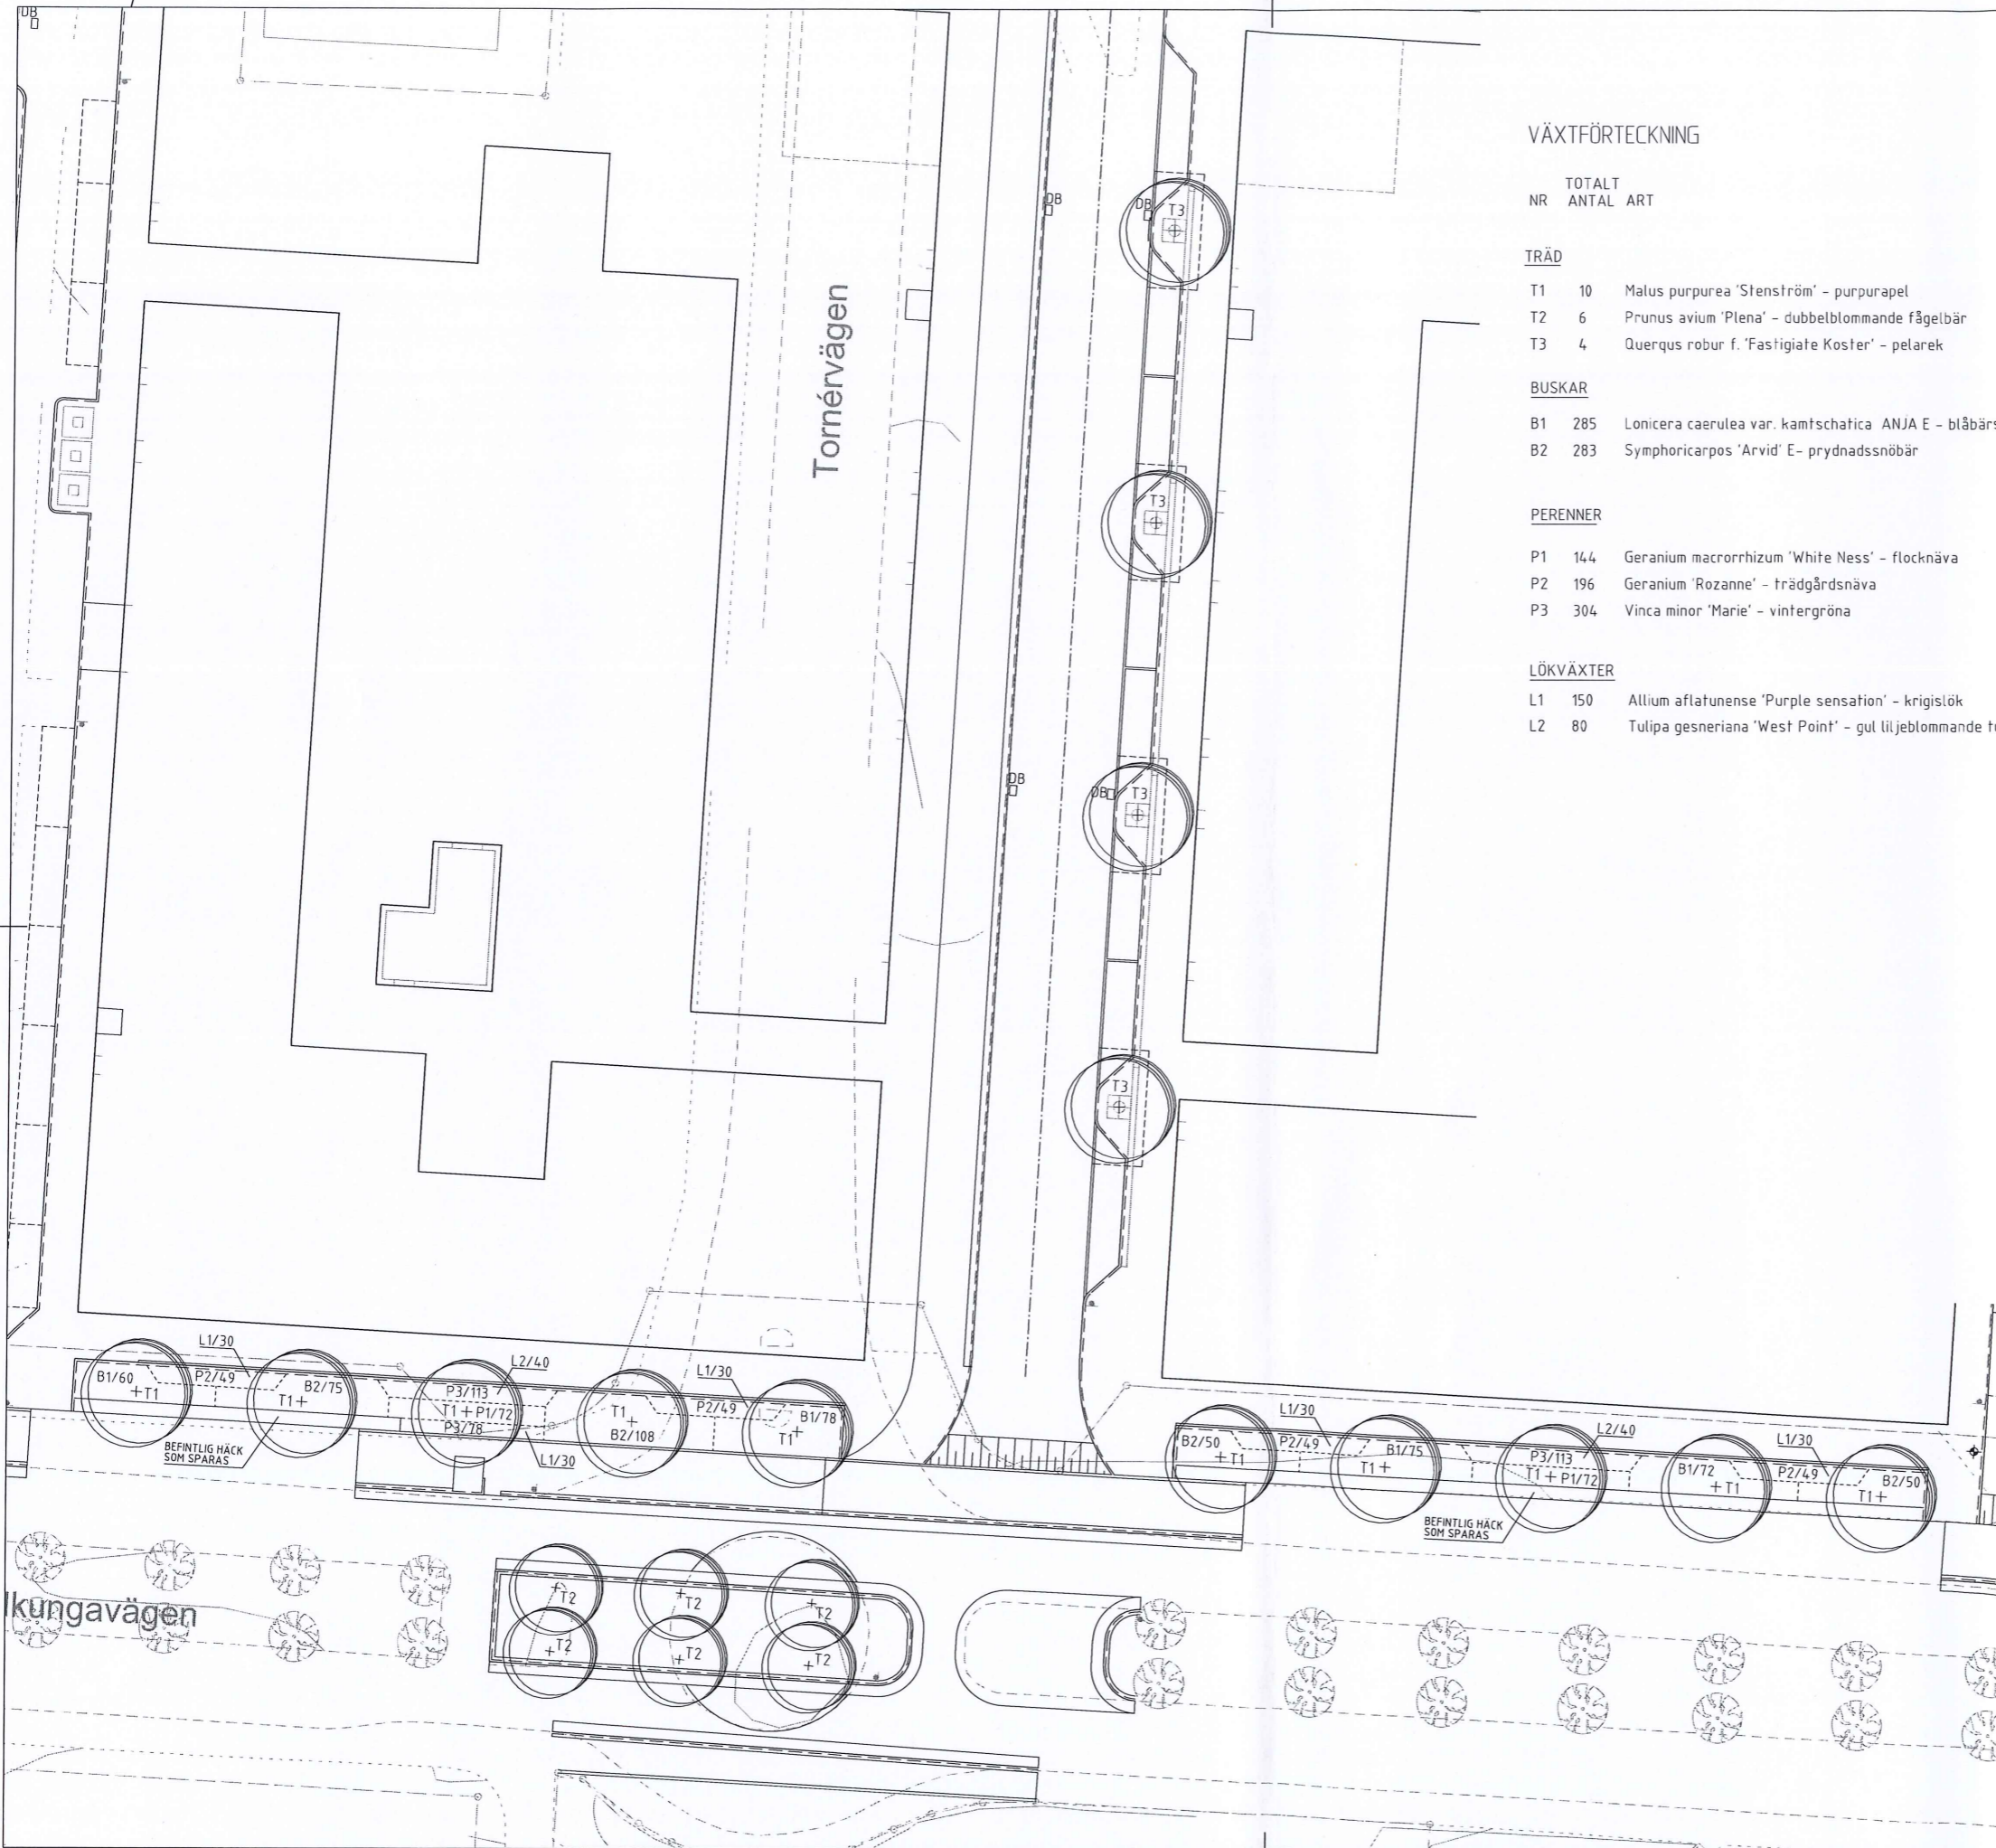 DB
VÄXTFÖRTECKNING
TOTALT
NR ANTAL ART
TRÄD
T1 10 Malus purpurea 'Stenström' - purpurapel
T2 6 Prunus avium 'Plena' - dubbelblommande fågelbär
T3 4 Querqus robur f. 'Fastigiate Koster' - pelarek
BUSKAR
B1 285 Lonicera caerulea var. kamtschatica ANJA E - blåbärs
B2 283 Symphoricarpos 'Arvid' E- prydnadssnöbär
PERENNER
P1 144 Geranium macrorrhizum 'White Ness' - flocknäva
P2 196 Geranium 'Rozanne' - trädgårdsnäva
P3 304 Vinca minor 'Marie' - vintergröna
LÖKVÄXTER
L1 150 Allium aflatunense 'Purple sensation' - krigislök
L2 80 Tulipa gesneriana 'West Point' - gul liljeblommande
Tornérvägen
DB
DB
T3
T3
DB
DB
T3
T3
L1/30
B1/60
T1
P2/49
B2/75
T1
L2/40
P3/113
T1 + P1/72
P3/78
L1/30
T1
B2/108
L1/30
P2/49
B1/78
T1
BEFINTLIG HÄCK
SOM SPARAS
B2/50
T1
P2/49
L1/30
B1/75
T1
L2/40
P3/113
T1 + P1/72
B1/72
T1
L1/30
P2/49
B2/50
T1
BEFINTLIG HÄCK
SOM SPARAS
lkungavägen
T2
T2
T2
T2
T2
T2